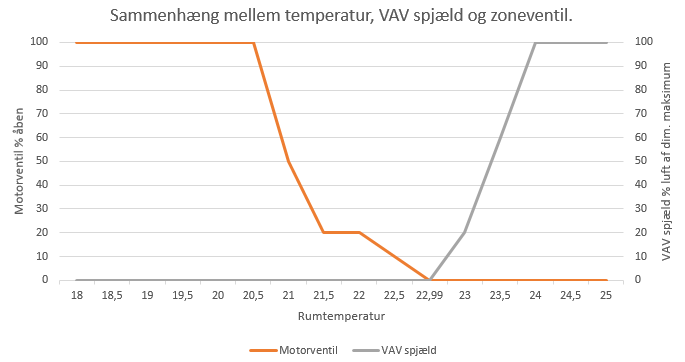 Sammenhæng mellem temperatur, VAV spjæld og zoneventil.
100 100
90 90
80 80
70 70
60 60
50 50
40 40
30 30
20 20
10 10
0 0
Motorventil % åben
VAV spjæld % luft af dim. maksimum
18 18,5 19 19,5 20 20,5 21 21,5 22 22,5 22,99 23 23,5 24 24,5 25
Rumtemperatur
Motorventil VAV spjæld